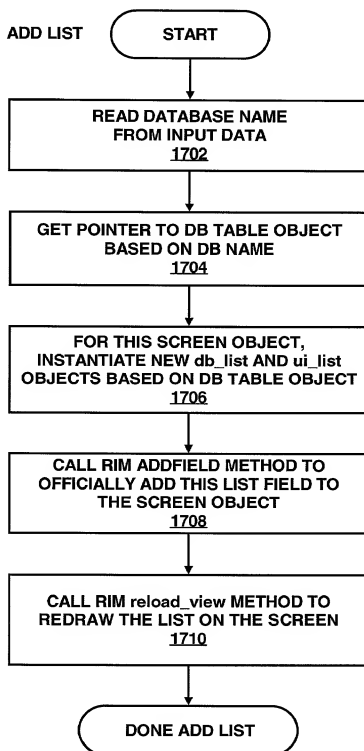 ADD LIST
START
READ DATABASE NAME
FROM INPUT DATA
1702
GET POINTER TO DB TABLE OBJECT
BASED ON DB NAME
1704
FOR THIS SCREEN OBJECT,
INSTANTIATE NEW db_list AND ui_list
OBJECTS BASED ON DB TABLE OBJECT
1706
CALL RIM ADDFIELD METHOD TO
OFFICIALLY ADD THIS LIST FIELD TO
THE SCREEN OBJECT
1708
CALL RIM reload_view METHOD TO
REDRAW THE LIST ON THE SCREEN
1710
DONE ADD LIST